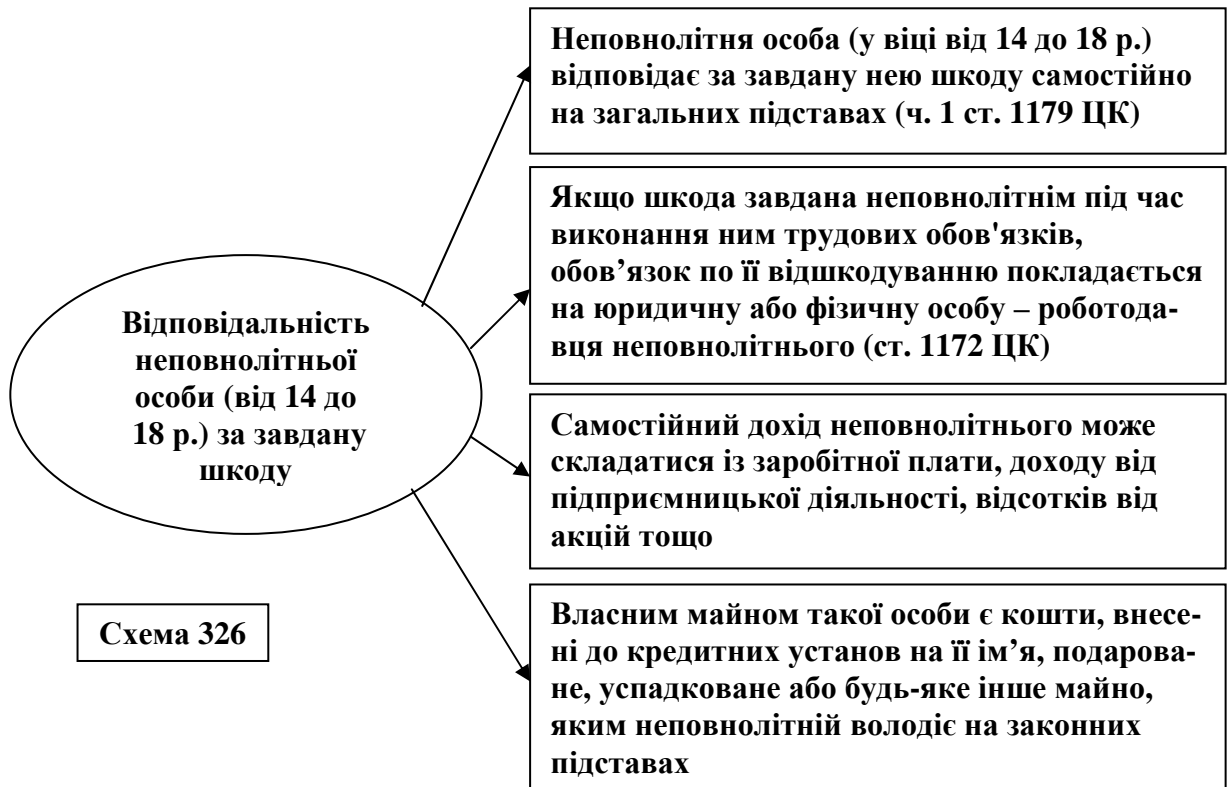 Неповнолітня особа (у віці від 14 до 18 р.)
відповідає за завдану нею шкоду самостійно
на загальних підставах (ч. 1 ст. 1179 ЦК)
Якщо шкода завдана неповнолітнім під час
виконання ним трудових обов'язків,
обов’язок по її відшкодуванню покладається
на юридичну або фізичну особу – роботода-
вця неповнолітнього (ст. 1172 ЦК)
Відповідальність
неповнолітньої
особи (від 14 до
18 р.) за завдану
шкоду
Самостійний дохід неповнолітнього може
складатися із заробітної плати, доходу від
підприємницької діяльності, відсотків від
акцій тощо
Власним майном такої особи є кошти, внесе-
ні до кредитних установ на її ім’я, подарова-
не, успадковане або будь-яке інше майно,
яким неповнолітній володіє на законних
підставах
Схема 326